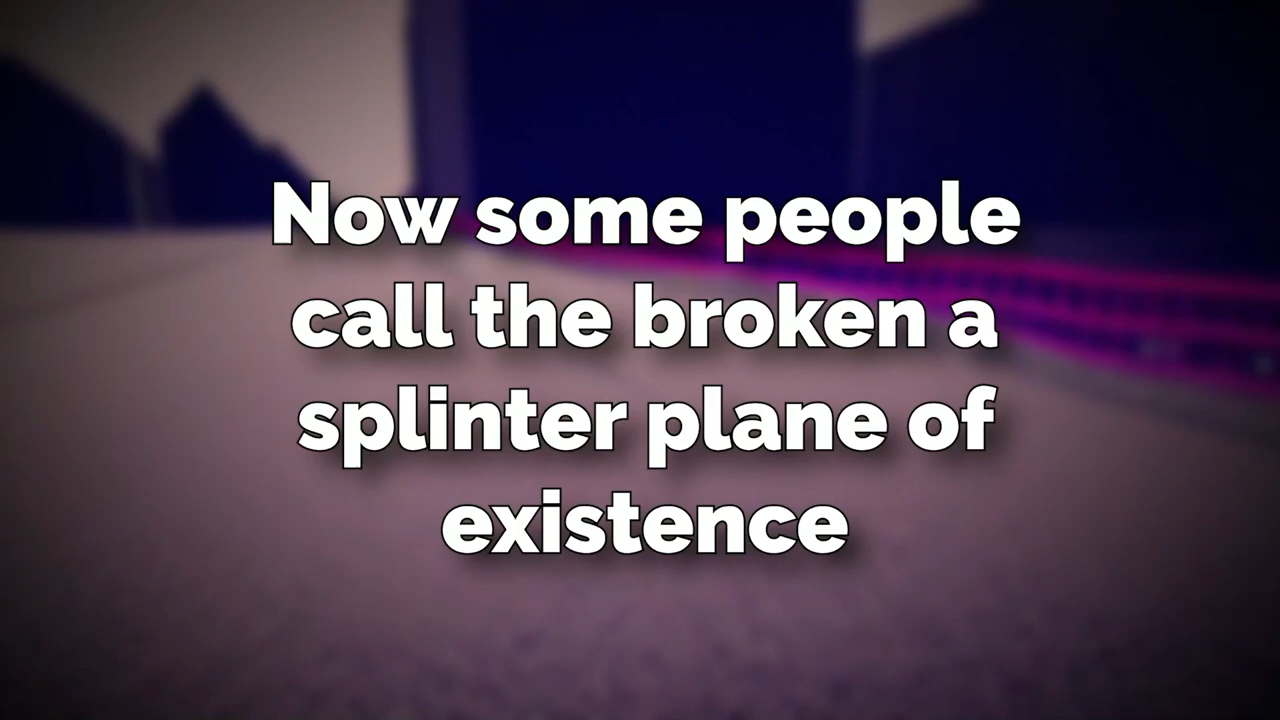 Now some people
call the broken a
splinter plane of
existence